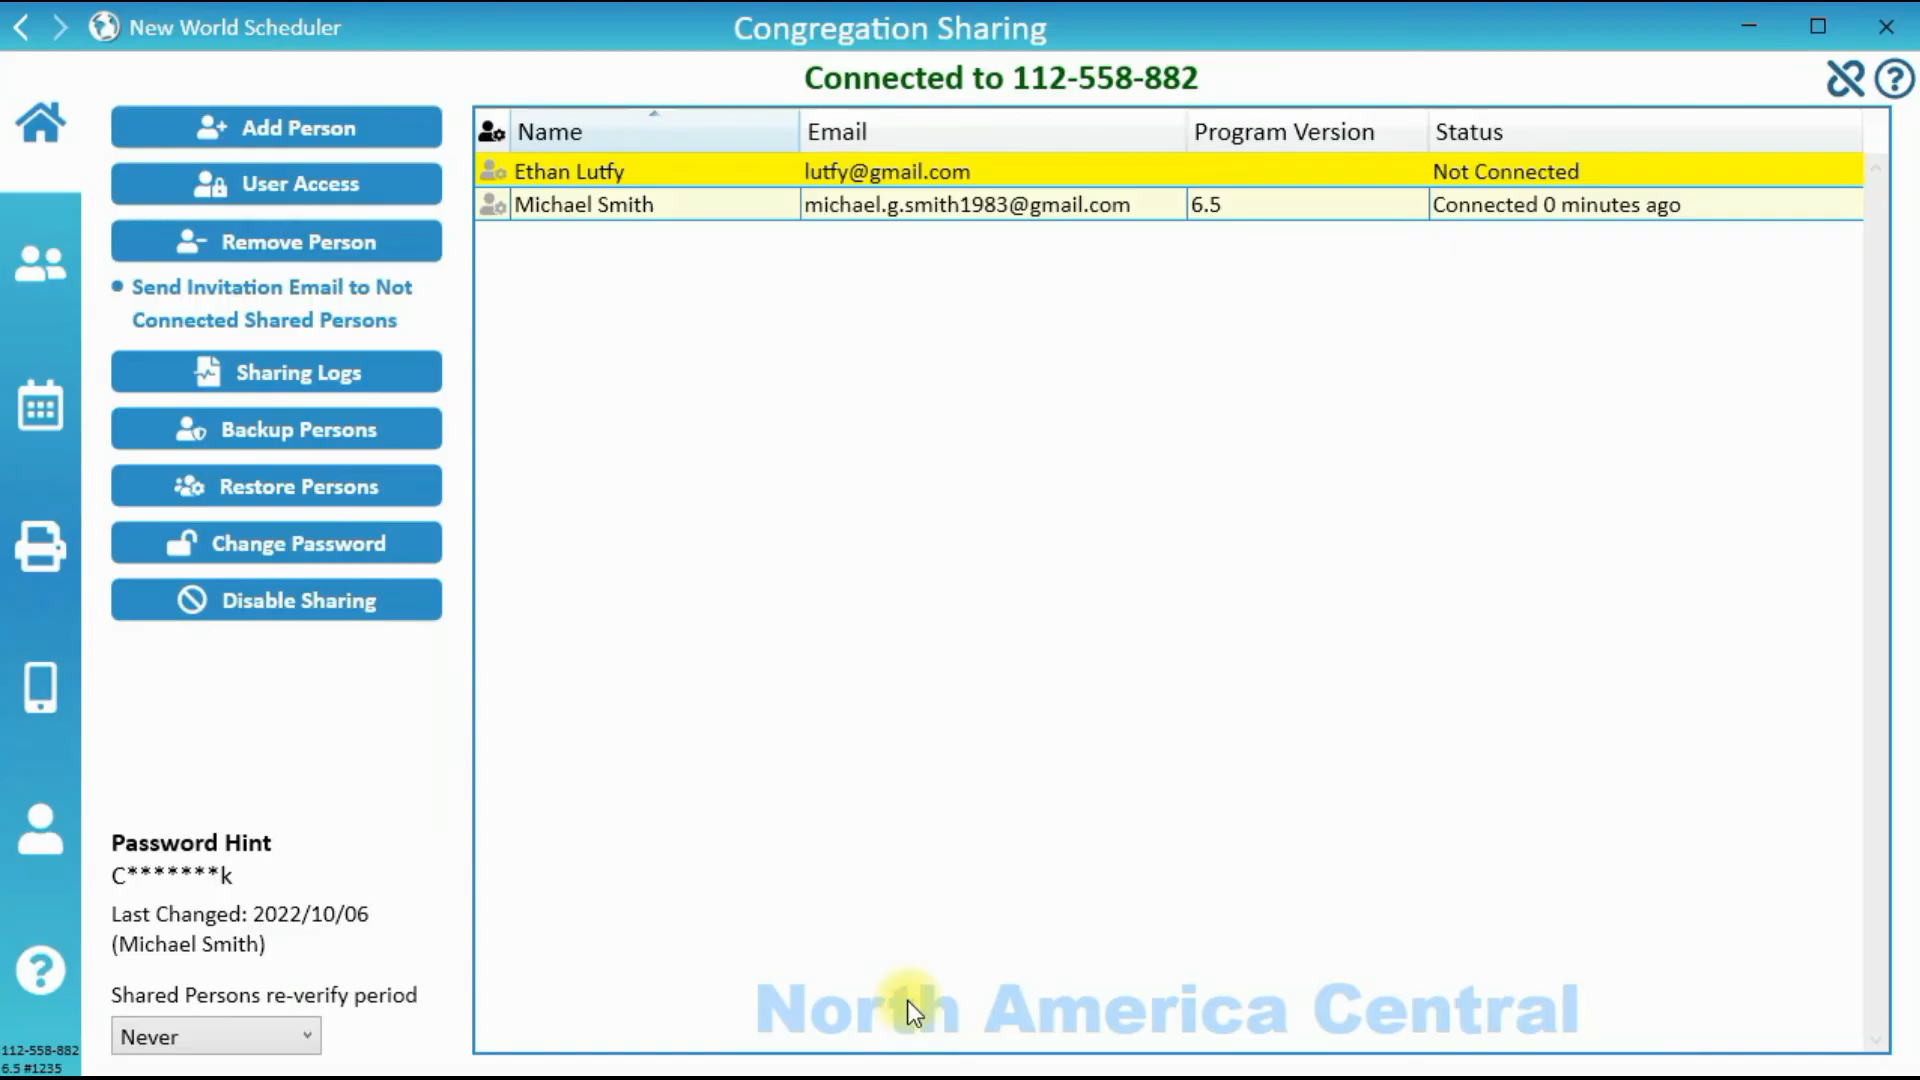 New World Scheduler
Congregation Sharing
Connected to 112-558-882
Add Person
User Access
Remove Person
Send Invitation Email to Not
Connected Shared Persons
Sharing Logs
Backup Persons
Restore Persons
Change Password
Disable Sharing
Password Hint
C*******k
Last Changed: 2022/10/06
(Michael Smith)
Shared Persons re-verify period
Never
112-558-882
6.5 #1235
Name Email Program Version Status
Ethan Lutfy lutfy@gmail.com Not Connected
Michael Smith michael.g.smith1983@gmail.com 6.5 Connected 0 minutes ago
North America Central